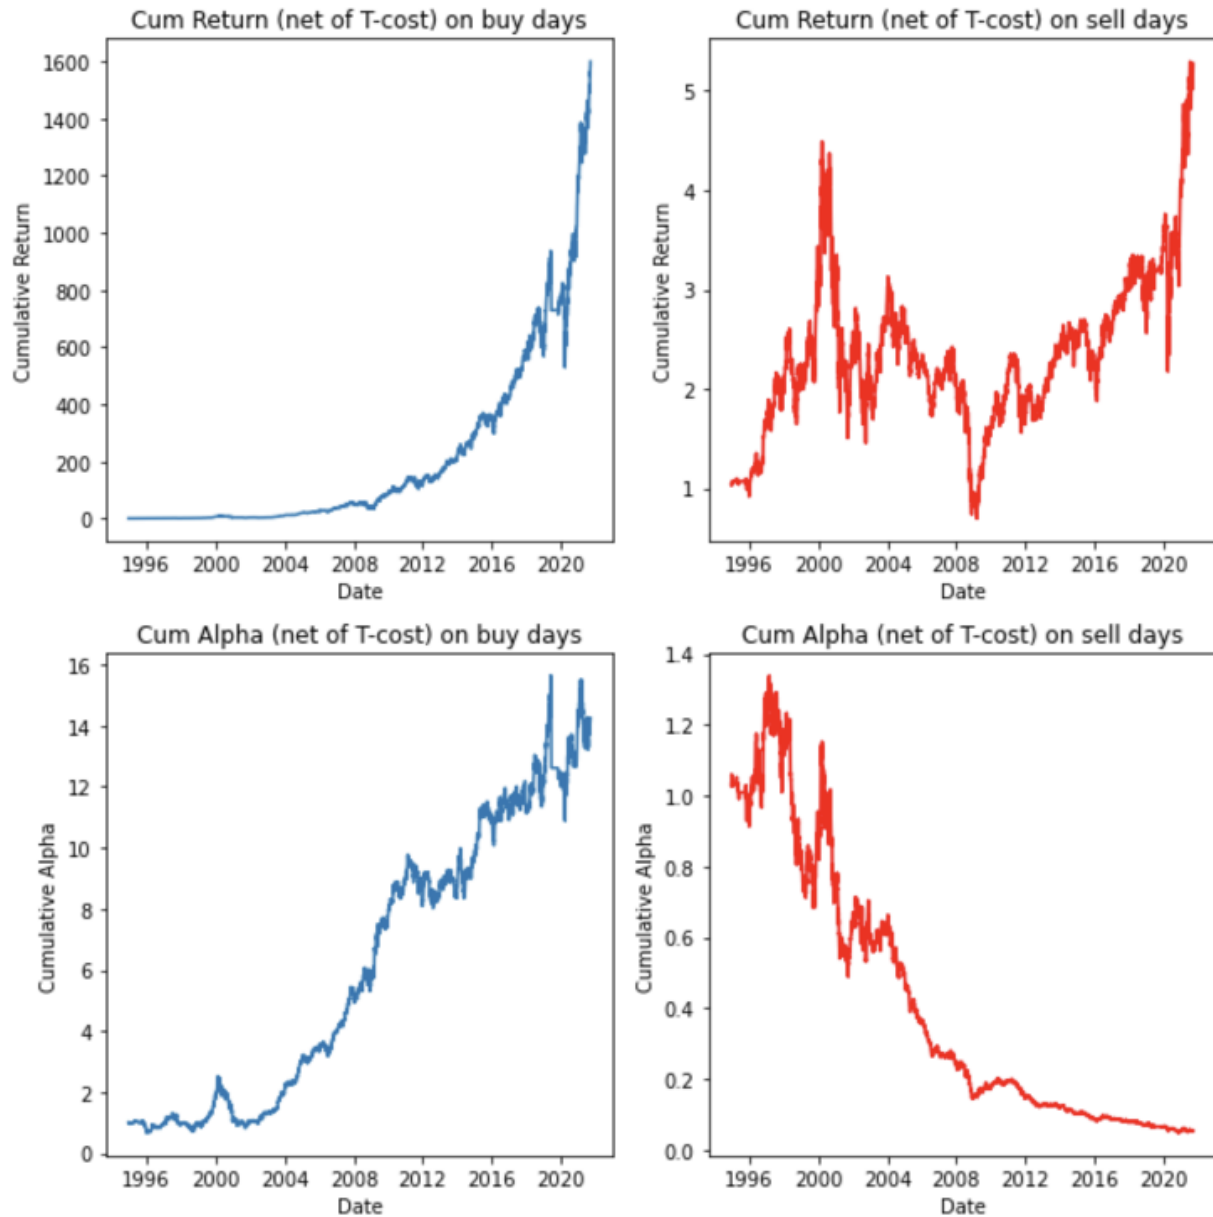 Cum Return (net of T-cost) on buy days
1600
1400
1200
1000
800
600
400
200
0
Cumulative Return
1996 2000 2004 2008 2012 2016 2020
Date
Cum Return (net of T-cost) on sell days
5
4
3
2
1
Cumulative Return
1996 2000 2004 2008 2012 2016 2020
Date
Cum Alpha (net of T-cost) on buy days
16
14
12
10
8
6
4
2
0
Cumulative Alpha
1996 2000 2004 2008 2012 2016 2020
Date
Cum Alpha (net of T-cost) on sell days
1.4
1.2
1.0
0.8
0.6
0.4
0.2
0.0
Cumulative Alpha
1996 2000 2004 2008 2012 2016 2020
Date